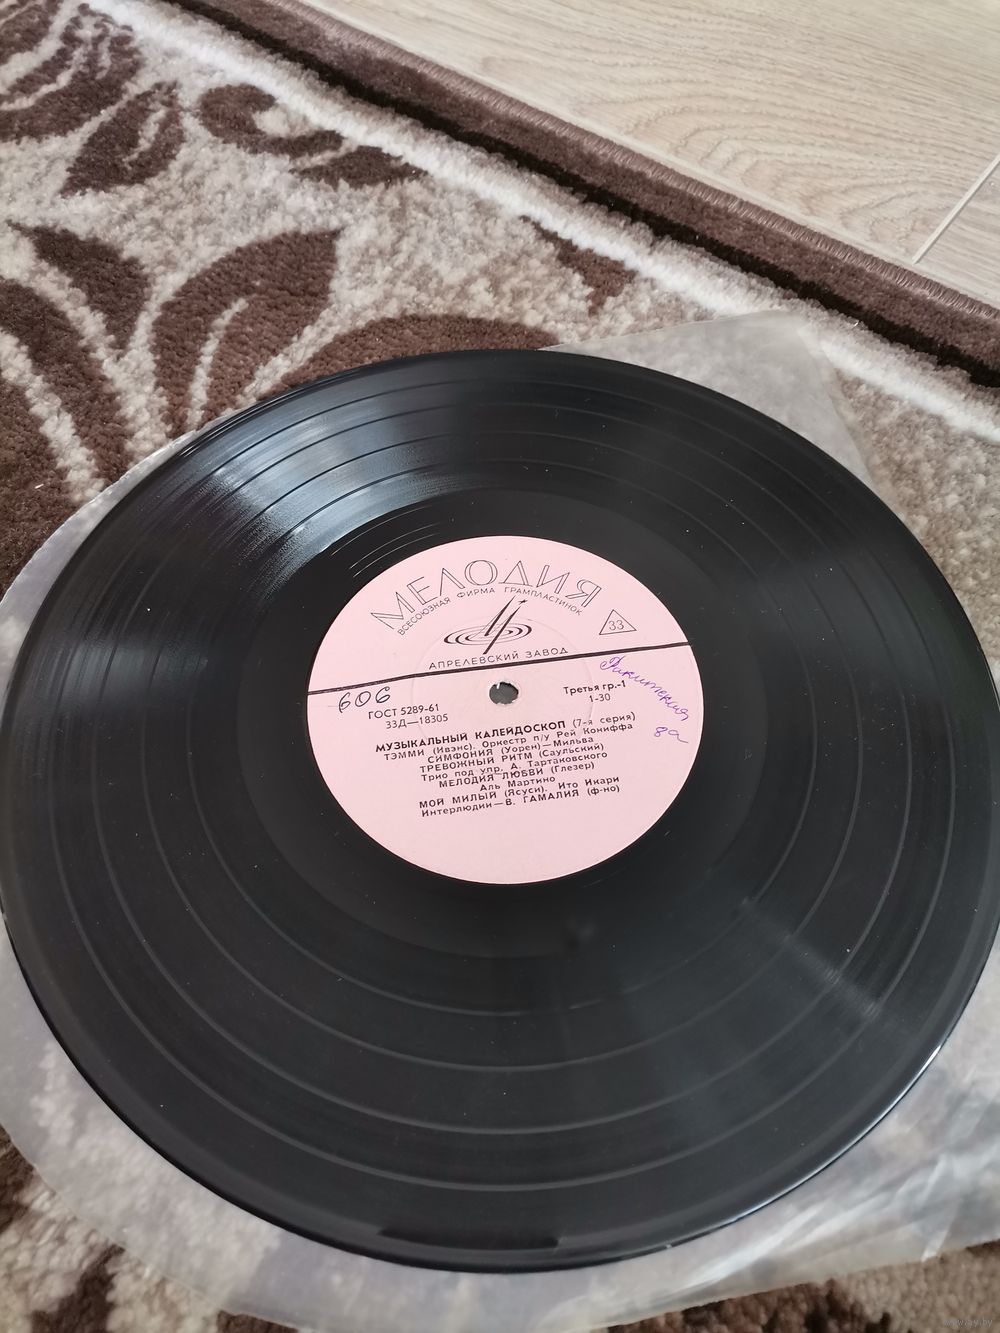 МЕЛОДИЯ
ВСЕСОЮЗНАЯ ФИРМА ГРАМПЛАСТИНОК
33
АПРЕЛЕВСКИЙ ЗАВОД
606
ГОСТ 5289-61
33Д—18305
Третья гр.-1
1-30
8а
МУЗЫКАЛЬНЫЙ КАЛЕЙДОСКОП (7-я серия)
ТЭММИ (Ивэнс). Оркестр п/у Рей Кониффа
СИМФОНИЯ (Уорен)—Мильва
ТРЕВОЖНЫЙ РИТМ (Саульский)
Трио под упр. А. Тартаковского
МЕЛОДИЯ ЛЮБВИ (Глезер)
Аль Мартино
МОЙ МИЛЫЙ (Ясуси). Ито Икари
Интерлюдии—В. ГАМАЛИЯ (ф-но)